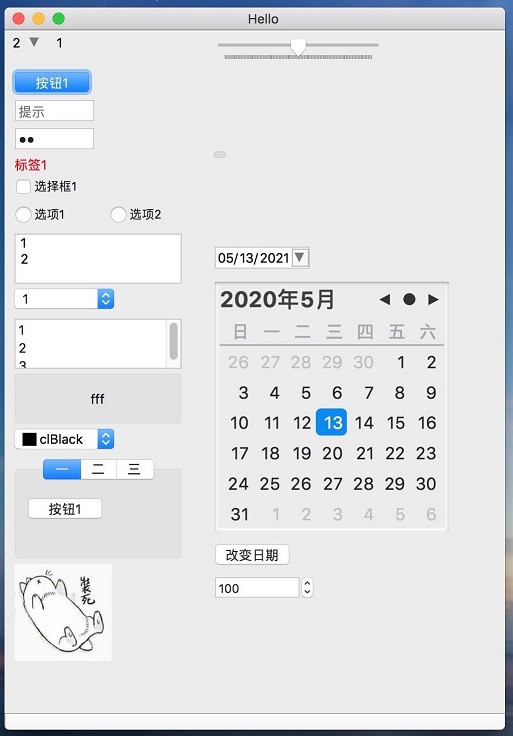 Hello
2 1
按钮1
提示
标签1
选择框1
选项1 选项2
1
2
1
1
2
3
fff
clBlack
一 二 三
按钮1
装死
05/13/2021
2020年5月
日 一 二 三 四 五 六
26 27 28 29 30 1 2
3 4 5 6 7 8 9
10 11 12 13 14 15 16
17 18 19 20 21 22 23
24 25 26 27 28 29 30
31 1 2 3 4 5 6
改变日期
100